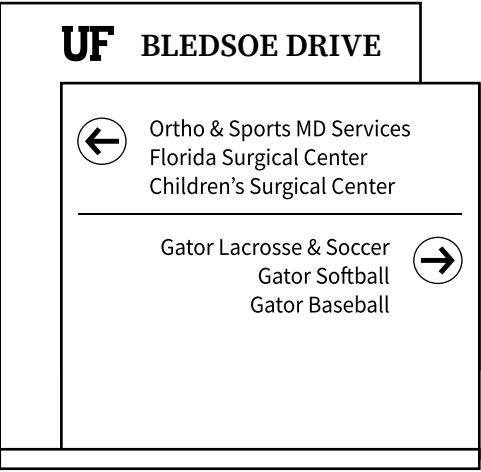 UF BLEDSOE DRIVE
Ortho & Sports MD Services
Florida Surgical Center
Children’s Surgical Center
Gator Lacrosse & Soccer
Gator Softball
Gator Baseball